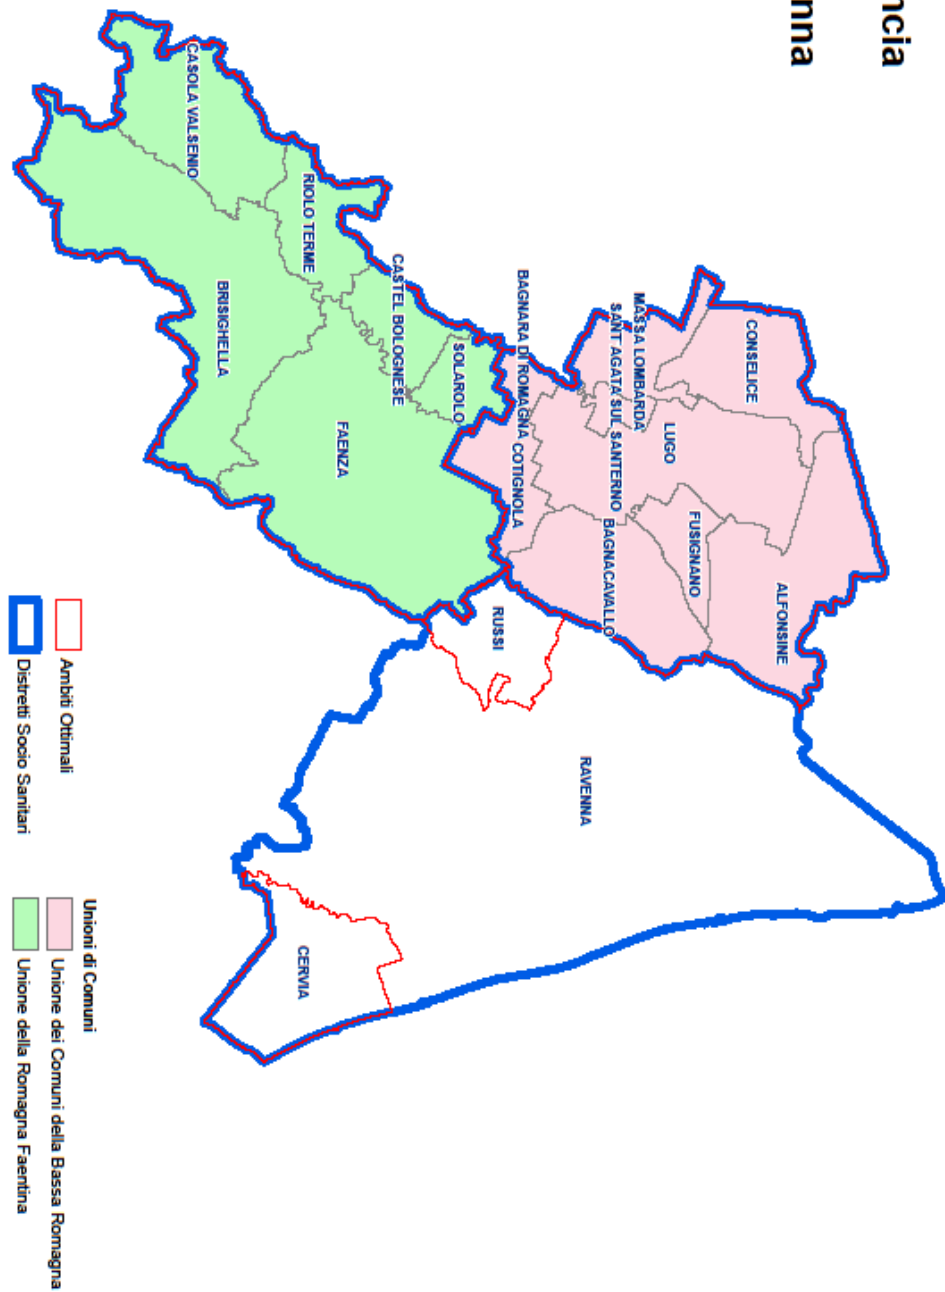 ncia
nna
CONSELICE
ALFONSINE
MASSA LOMBARDA
LUGO
FUSIGNANO
SANT AGATA SUL SANTERNO
BAGNACAVALLO
BAGNARA DI ROMAGNA
COTIGNOLA
SOLAROLO
CASTEL BOLOGNESE
RUSSI
RAVENNA
FAENZA
RIOLO TERME
CASOLA VALSENIO
BRISIGHELLA
CERVIA
Ambiti Ottimali
Distretti Socio Sanitari
Unioni di Comuni
Unione dei Comuni della Bassa Romagna
Unione della Romagna Faentina